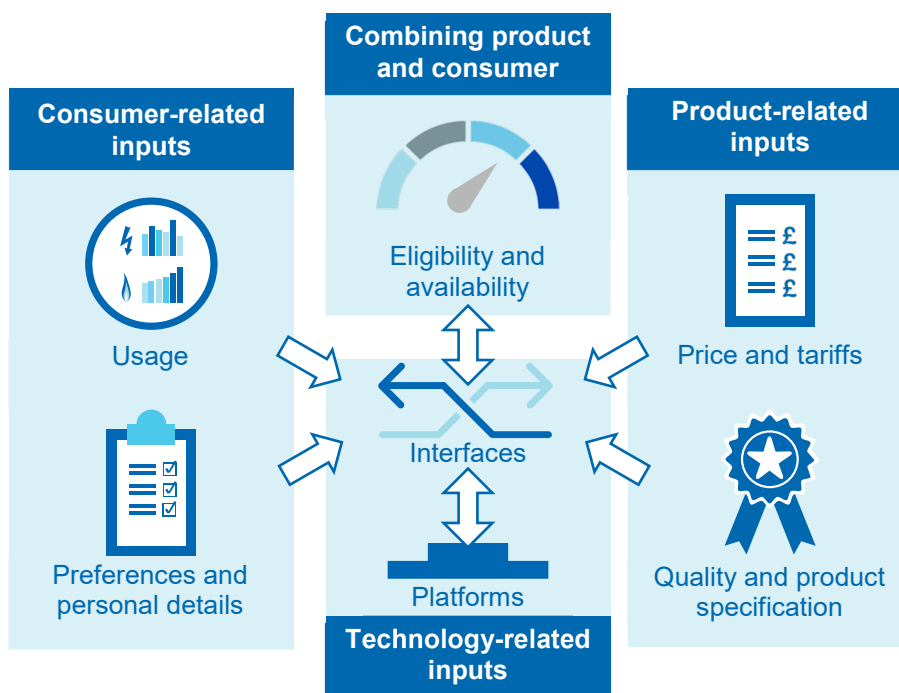 Combining product
and consumer
Eligibility and
availability
Consumer-related
inputs
Usage
Preferences and
personal details
Product-related
inputs
£
£
£
Price and tariffs
Quality and product
specification
Interfaces
Platforms
Technology-related
inputs